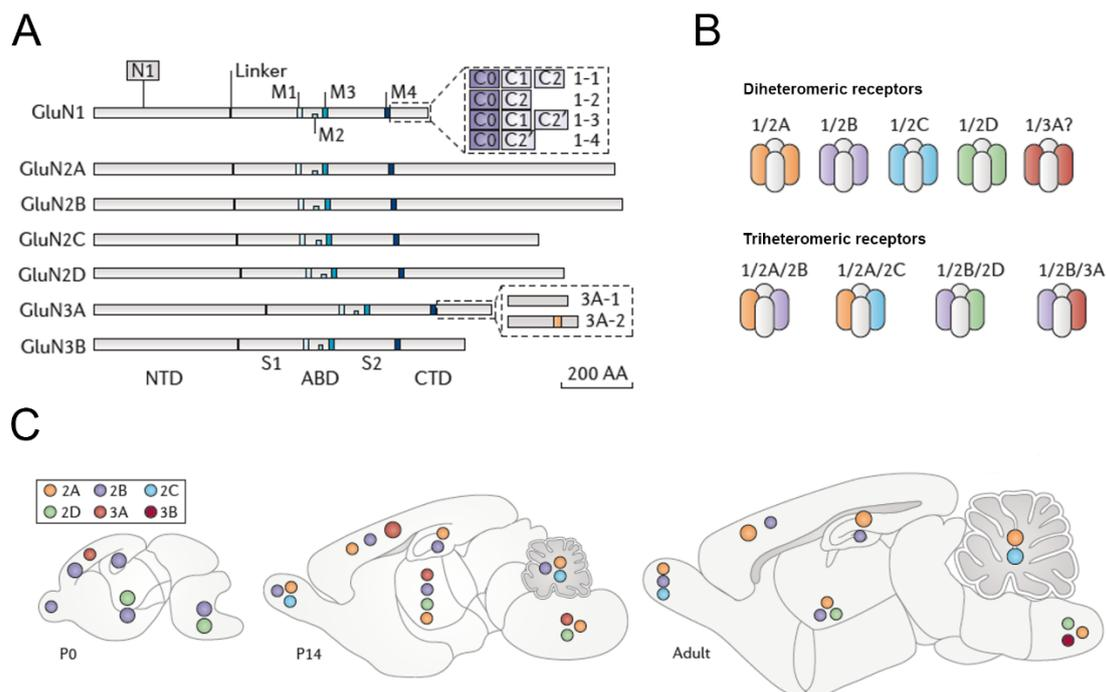 A
N1
Linker
M1
M3
M4
GluN1
M2
C0 C1 C2 1-1
C0 C2 1-2
C0 C1 C2′ 1-3
C0 C2′ 1-4
GluN2A
GluN2B
GluN2C
GluN2D
GluN3A
3A-1
3A-2
GluN3B
S1
S2
NTD
ABD
CTD
200 AA
B
Diheteromeric receptors
1/2A 1/2B 1/2C 1/2D 1/3A?
Triheteromeric receptors
1/2A/2B 1/2A/2C 1/2B/2D 1/2B/3A
C
2A 2B 2C
2D 3A 3B
P0
P14
Adult